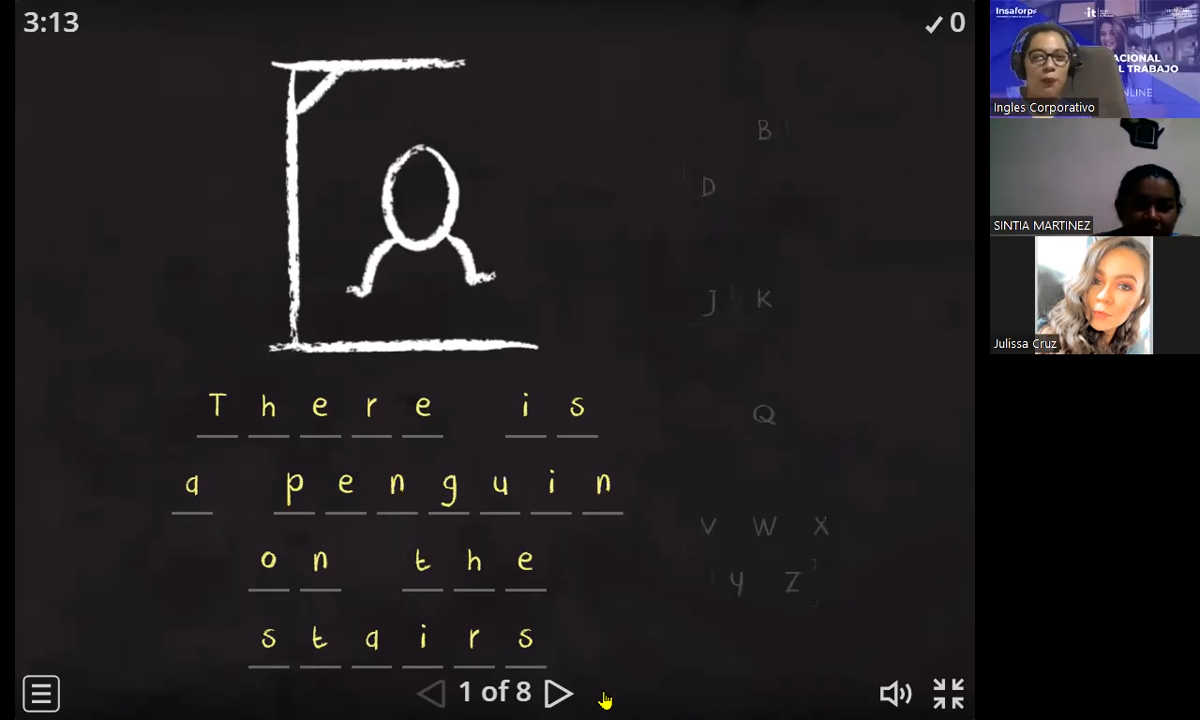 3:13
✓ 0
B
D
J K
Q
V W X
Y Z
There is
a penguin
on the
stairs
1 of 8
Insaforp
·it
ACIONAL
L TRABAJO
NLINE
Ingles Corporativo
SINTIA MARTINEZ
Julissa Cruz